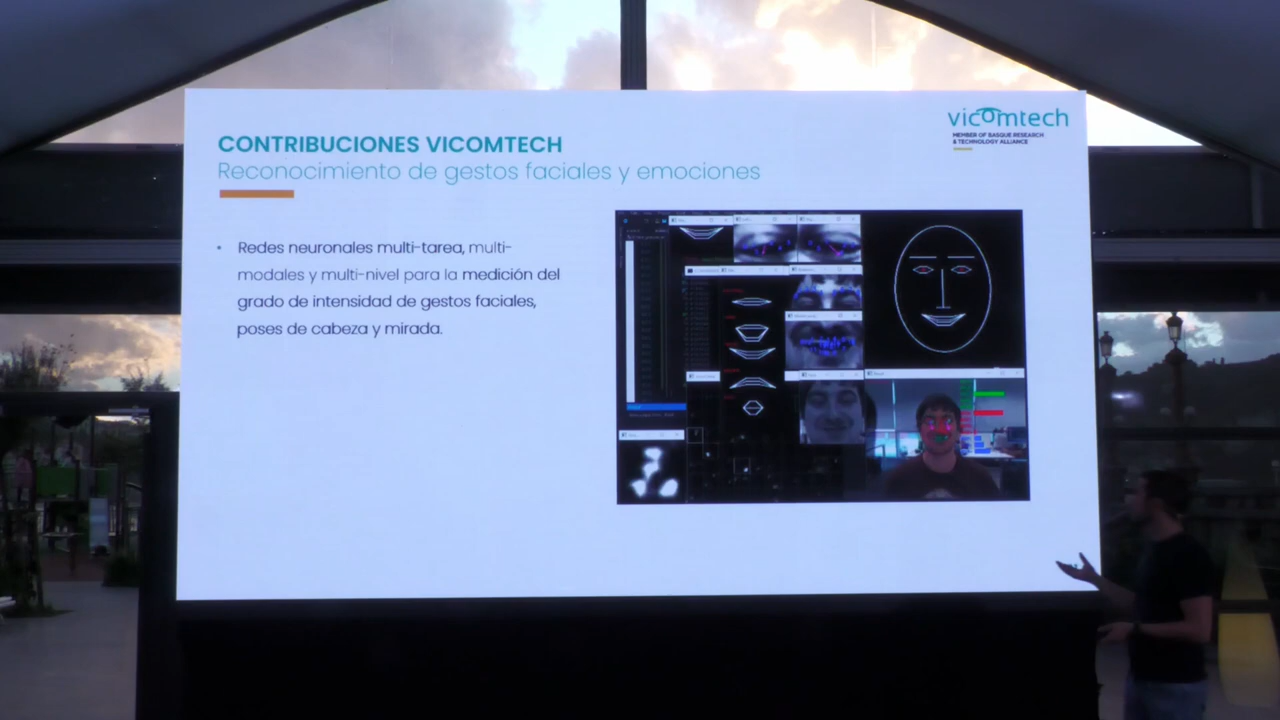 CONTRIBUCIONES VICOMTECH
Reconocimiento de gestos faciales y emociones
vicomtech
MEMBER OF BASQUE RESEARCH
& TECHNOLOGY ALLIANCE
• Redes neuronales multi-tarea, multi-
modales y multi-nivel para la medición del
grado de intensidad de gestos faciales,
poses de cabeza y mirada.